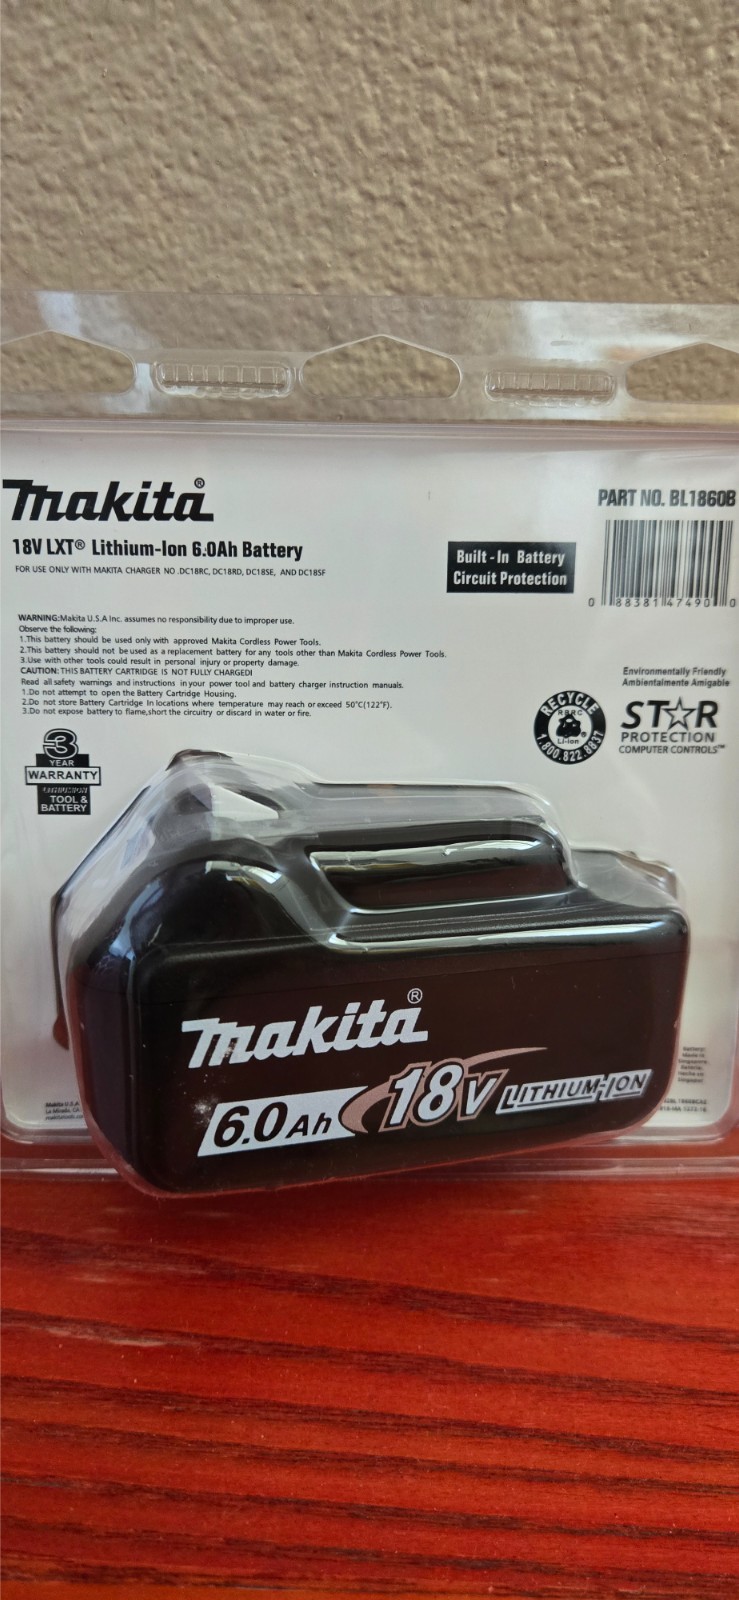 makita®
PART NO. BL1860B
18V LXT® Lithium-Ion 6.0Ah Battery
FOR USE ONLY WITH MAKITA CHARGER NO .DC18RC, DC18RD, DC18SE, AND DC18SF
Built - In Battery
Circuit Protection
0 88381 47490 0
WARNING:Makita U.S.A Inc. assumes no responsibility due to improper use.
Observe the following:
1.This battery should be used only with approved Makita Cordless Power Tools.
2.This battery should not be used as a replacement battery for any tools other than Makita Cordless Power Tools.
3.Use with other tools could result in personal injury or property damage.
CAUTION: THIS BATTERY CARTRIDGE IS NOT FULLY CHARGED!
Read all safety warnings and instructions in your power tool and battery charger instruction manuals.
1.Do not attempt to open the Battery Cartridge Housing.
2.Do not store Battery Cartridge In locations where temperature may reach or exceed 50°C(122°F).
3.Do not expose battery to flame,short the circuitry or discard in water or fire.
Environmentally Friendly
Ambientalmente Amigable
RECYCLE
RBRC
Li-ion
1.800.822.8837
STAR
PROTECTION
COMPUTER CONTROLS™
3
YEAR
WARRANTY
LITHIUM-ION
TOOL &
BATTERY
makita®
6.0Ah 18V LITHIUM-ION
Makita U.S.A
La Mirada, CA